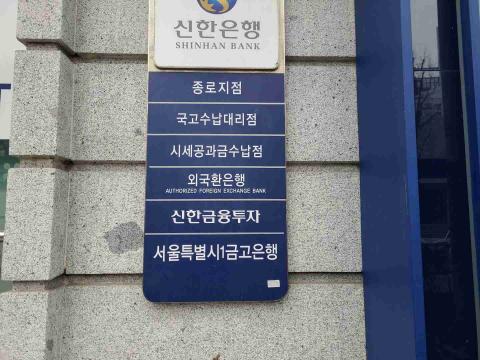 신한은행
SHINHAN BANK
종로지점
국고수납대리점
시세공과금수납점
외국환은행
AUTHORIZED FOREIGN EXCHANGE BANK
신한금융투자
서울특별시1금고은행